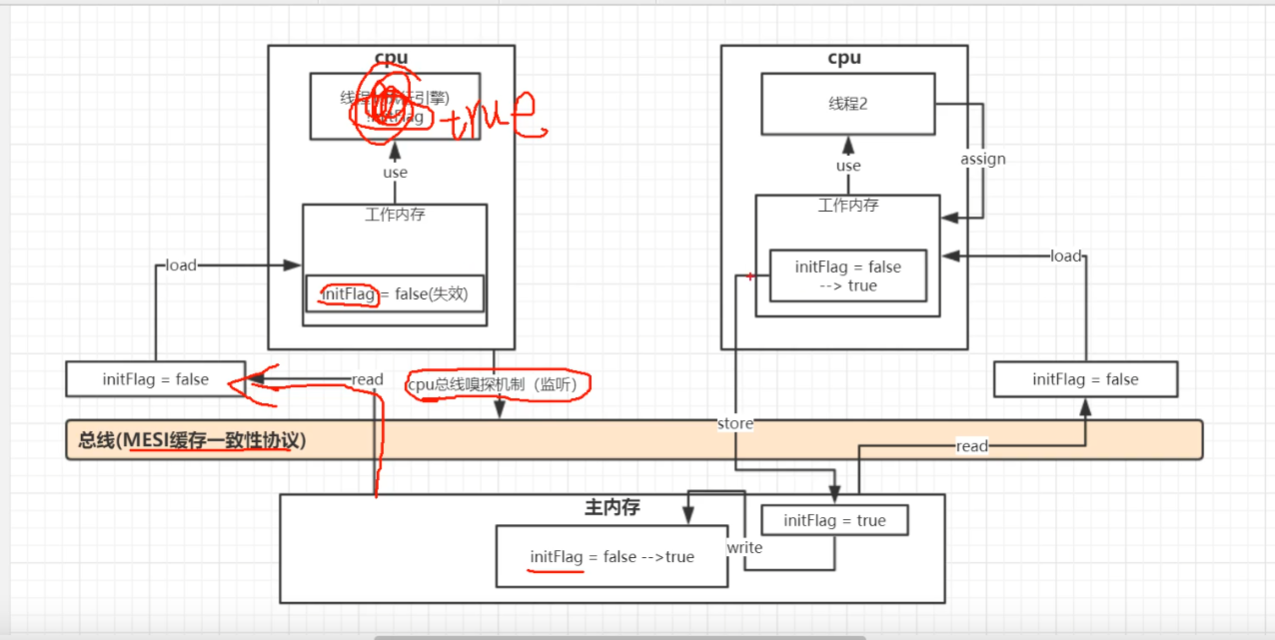 cpu
cpu
线程
引擎)
true
线程2
use
use
assign
工作内存
工作内存
load
load
initFlag = false(失效)
initFlag = false
--> true
initFlag = false
read
cpu总线嗅探机制（监听）
initFlag = false
store
总线(MESI缓存一致性协议)
read
主内存
initFlag = true
write
initFlag = false -->true